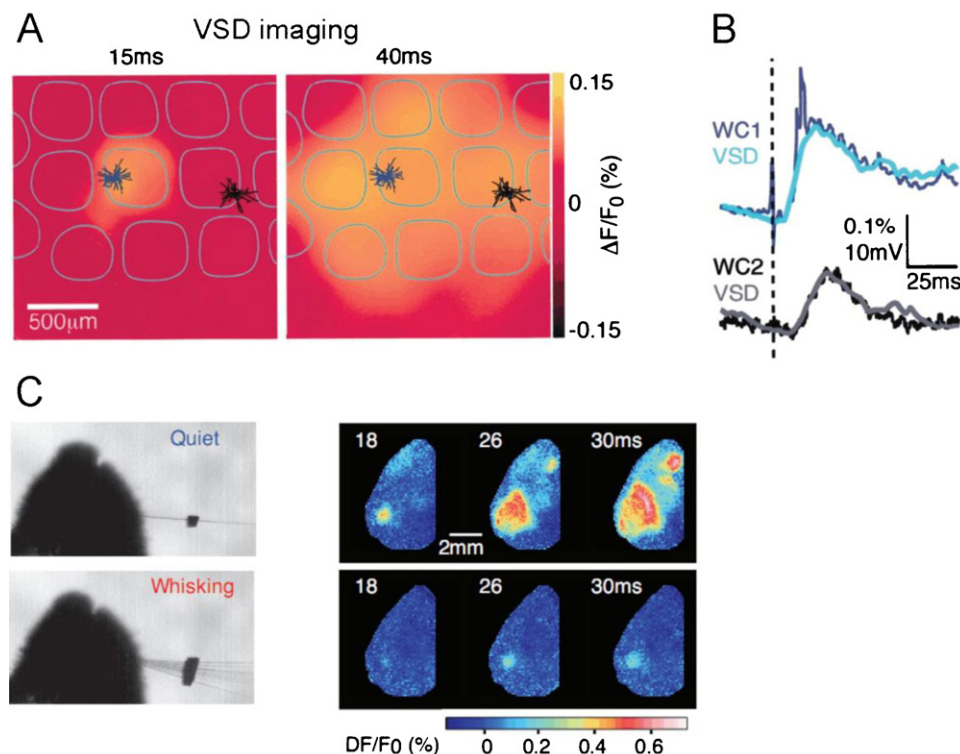 A
VSD imaging
15ms
40ms
500μm
0.15
0
-0.15
ΔF/F0 (%)
B
WC1
VSD
0.1%
10mV
25ms
WC2
VSD
C
Quiet
18
26
30ms
2mm
Whisking
18
26
30ms
DF/F0 (%)
0
0.2
0.4
0.6